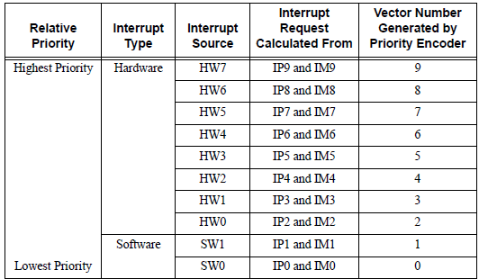 Relative Priority Interrupt Type Interrupt Source Interrupt Request Calculated From Vector Number Generated by Priority Encoder
Highest Priority Hardware HW7 IP9 and IM9 9
HW6 IP8 and IM8 8
HW5 IP7 and IM7 7
HW4 IP6 and IM6 6
HW3 IP5 and IM5 5
HW2 IP4 and IM4 4
HW1 IP3 and IM3 3
HW0 IP2 and IM2 2
Software SW1 IP1 and IM1 1
Lowest Priority SW0 IP0 and IM0 0